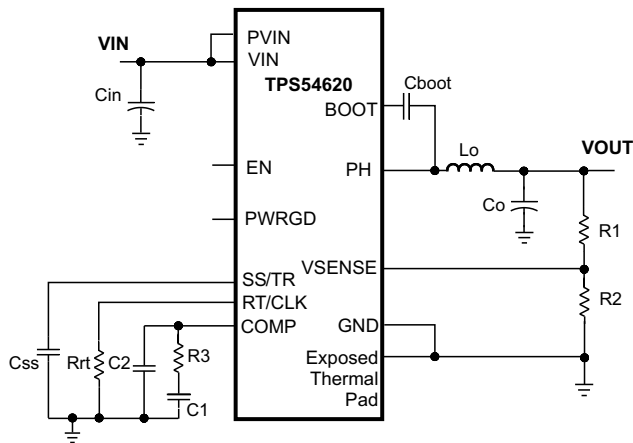 VIN
PVIN
VIN
TPS54620
Cboot
Cin
BOOT
Lo
VOUT
EN
PH
Co
PWRGD
R1
VSENSE
SS/TR
RT/CLK
R2
COMP
GND
Css
Rrt
C2
R3
C1
Exposed
Thermal
Pad